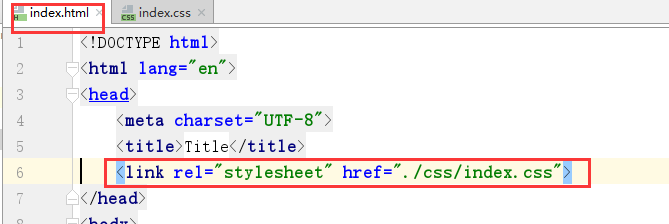 index.html × index.css ×
1 <!DOCTYPE html>
2 <html lang="en">
3 <head>
4 <meta charset="UTF-8">
5 <title>Title</title>
6 <link rel="stylesheet" href="./css/index.css">
7 </head>
8 <body>